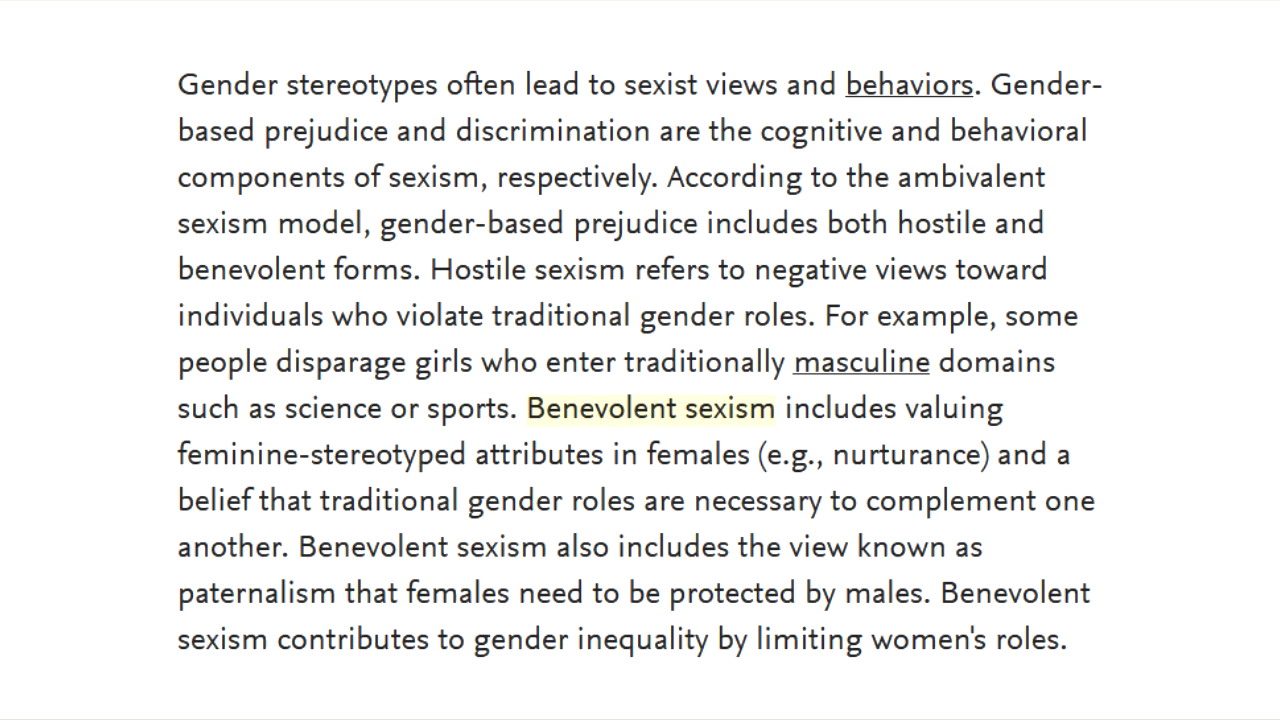 Gender stereotypes often lead to sexist views and behaviors. Gender-
based prejudice and discrimination are the cognitive and behavioral
components of sexism, respectively. According to the ambivalent
sexism model, gender-based prejudice includes both hostile and
benevolent forms. Hostile sexism refers to negative views toward
individuals who violate traditional gender roles. For example, some
people disparage girls who enter traditionally masculine domains
such as science or sports. Benevolent sexism includes valuing
feminine-stereotyped attributes in females (e.g., nurturance) and a
belief that traditional gender roles are necessary to complement one
another. Benevolent sexism also includes the view known as
paternalism that females need to be protected by males. Benevolent
sexism contributes to gender inequality by limiting women's roles.